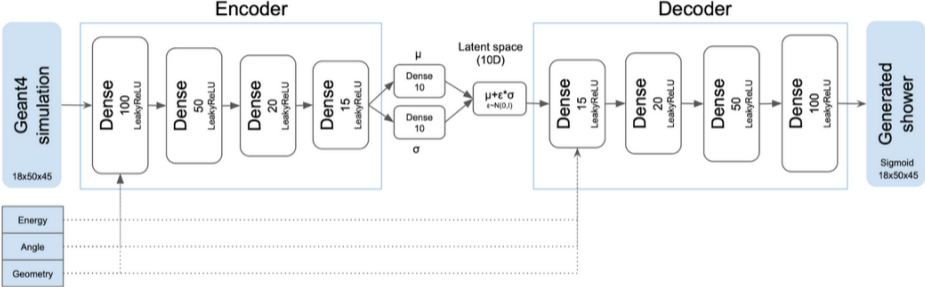 Encoder
Decoder
Geant4
simulation
18x50x45
Dense
100
LeakyReLU
Dense
50
LeakyReLU
Dense
20
LeakyReLU
Dense
15
LeakyReLU
μ
Dense
10
Dense
10
σ
Latent space
(10D)
μ+ε*σ
ε~N(0,I)
Dense
15
LeakyReLU
Dense
20
LeakyReLU
Dense
50
LeakyReLU
Dense
100
LeakyReLU
Generated
shower
Sigmoid
18x50x45
Energy
Angle
Geometry